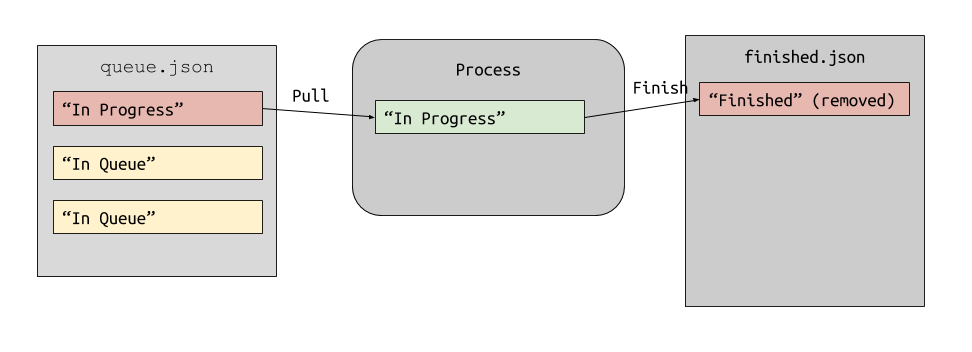 queue.json
“In Progress”
“In Queue”
“In Queue”
Pull
Process
“In Progress”
Finish
finished.json
“Finished” (removed)